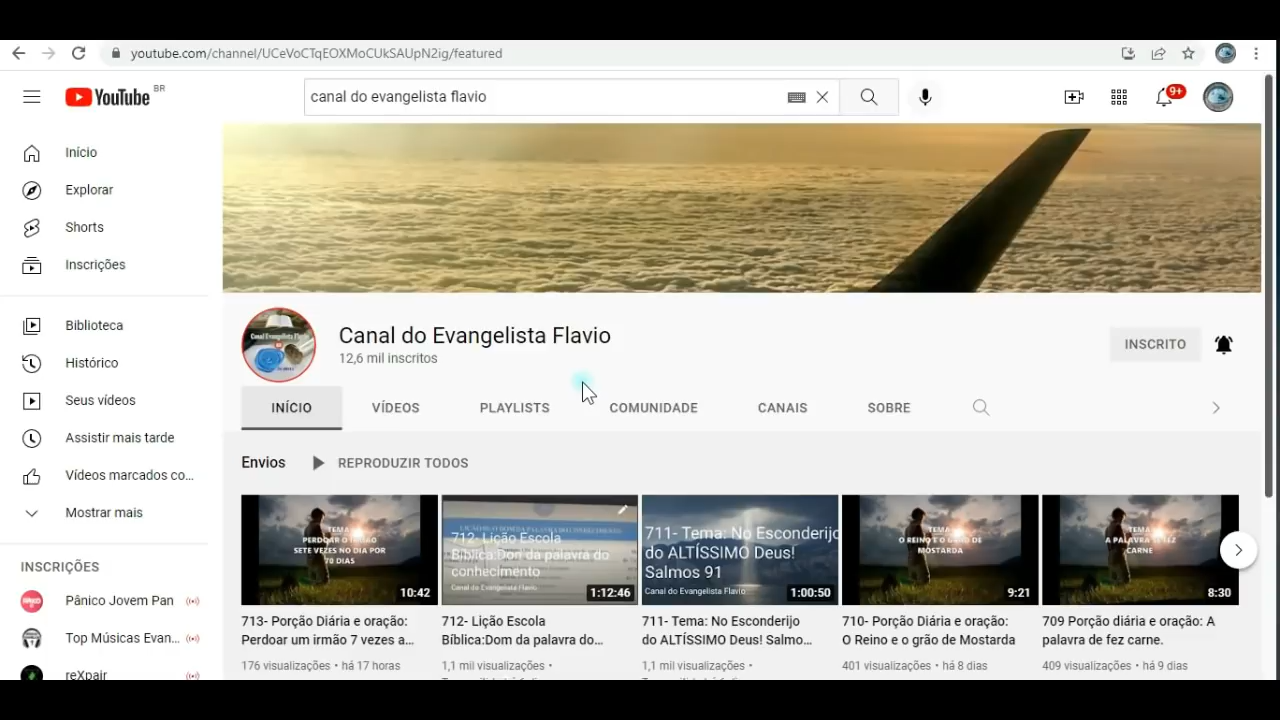 youtube.com/channel/UCeVoCTqEOXMoCUkSAUpN2ig/featured
YouTube BR
canal do evangelista flavio
9+
Início
Explorar
Shorts
Inscrições
Biblioteca
Histórico
Seus vídeos
Assistir mais tarde
Vídeos marcados co...
Mostrar mais
INSCRIÇÕES
Pânico Jovem Pan
Top Músicas Evan...
reXpair
Canal do Evangelista Flavio
12,6 mil inscritos
INSCRITO
INÍCIO
VÍDEOS
PLAYLISTS
COMUNIDADE
CANAIS
SOBRE
Envios
REPRODUZIR TODOS
TEMA
PERDOAR O IRMÃO
SETE VEZES NO DIA POR
70 DIAS
10:42
713- Porção Diária e oração:
Perdoar um irmão 7 vezes a...
176 visualizações • há 17 horas
712- Lição Escola
Bíblica:Dom da palavra do
conhecimento
Canal do Evangelista Flavio
1:12:46
712- Lição Escola
Bíblica:Dom da palavra do...
1,1 mil visualizações •
711- Tema: No Esconderijo
do ALTÍSSIMO Deus!
Salmos 91
Canal do Evangelista Flavio
1:00:50
711- Tema: No Esconderijo
do ALTÍSSIMO Deus! Salmo...
1,1 mil visualizações •
TEMA
O REINO E O GRÃO DE
MOSTARDA
9:21
710- Porção Diária e oração:
O Reino e o grão de Mostarda
401 visualizações • há 8 dias
TEMA
A PALAVRA SE FEZ
CARNE
8:30
709 Porção diária e oração: A
palavra de fez carne.
409 visualizações • há 9 dias